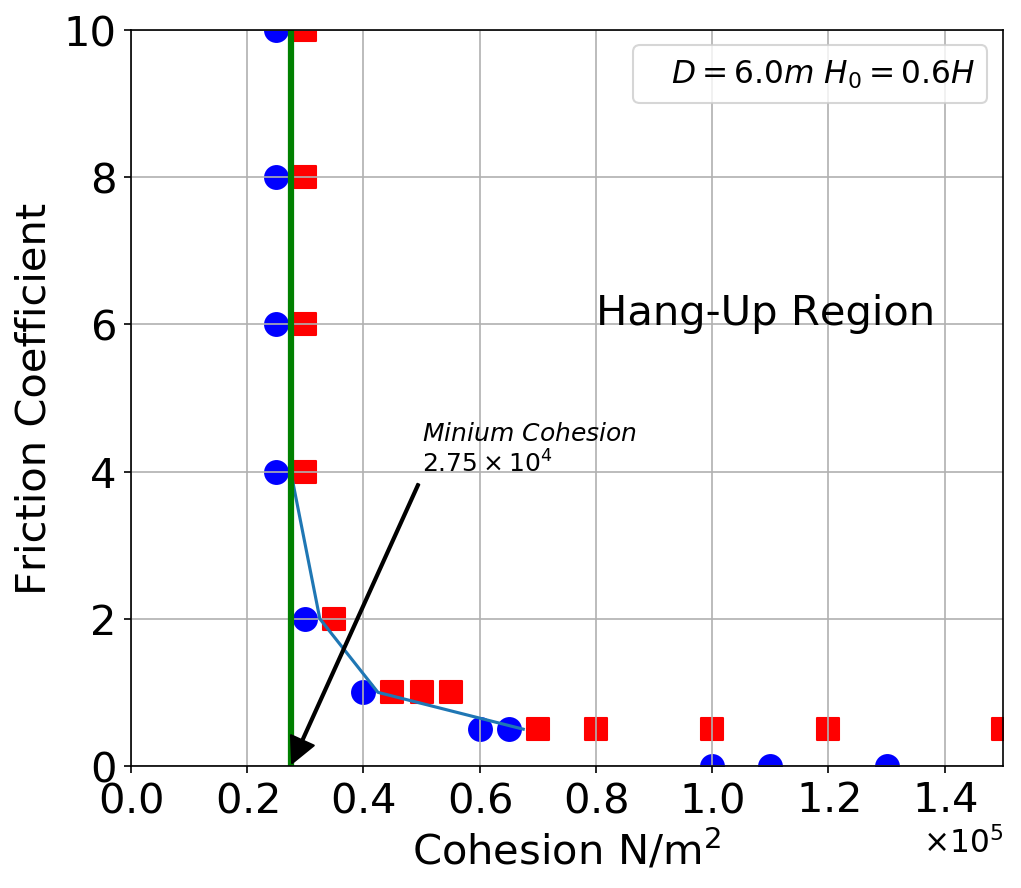 10
8
6
4
2
0
Friction Coefficient
D = 6.0m H₀ = 0.6H
Hang-Up Region
Minium Cohesion
2.75 × 10⁴
0.0 0.2 0.4 0.6 0.8 1.0 1.2 1.4
×10⁵
Cohesion N/m²